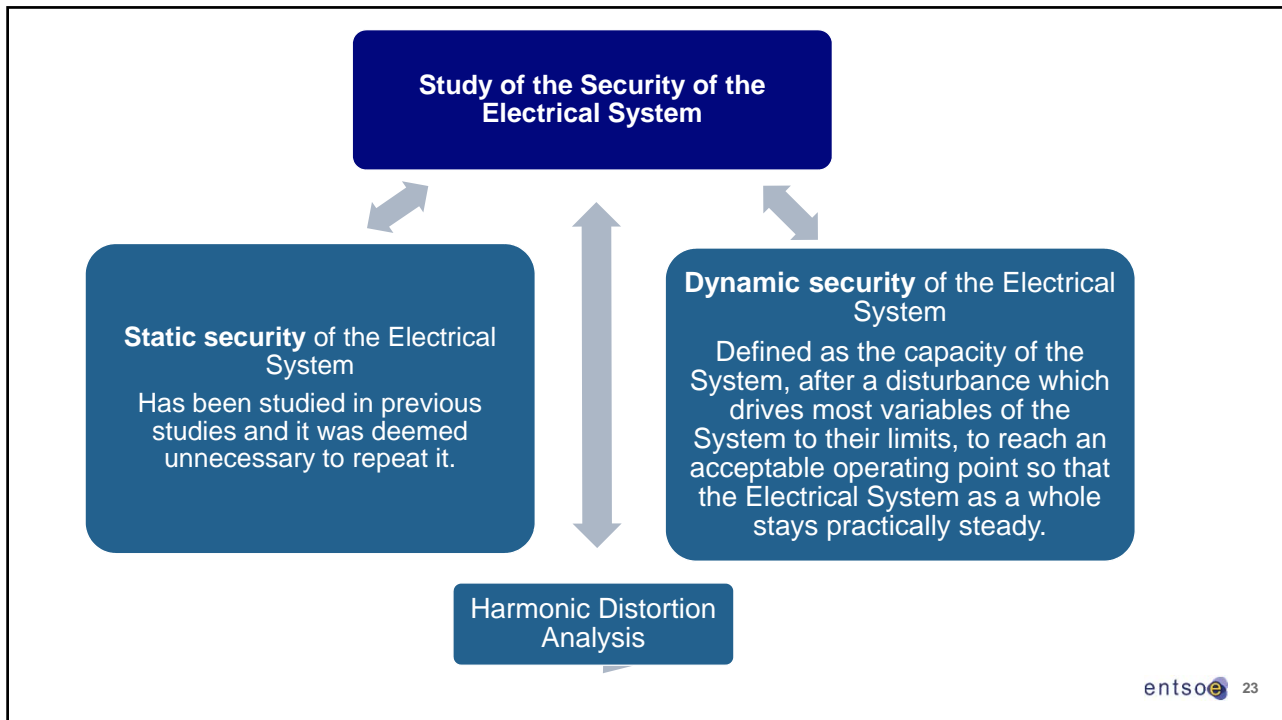 Study of the Security of the
Electrical System
Static security of the Electrical
System
Has been studied in previous
studies and it was deemed
unnecessary to repeat it.
Dynamic security of the Electrical
System
Defined as the capacity of the
System, after a disturbance which
drives most variables of the
System to their limits, to reach an
acceptable operating point so that
the Electrical System as a whole
stays practically steady.
Harmonic Distortion
Analysis
entsoe 23